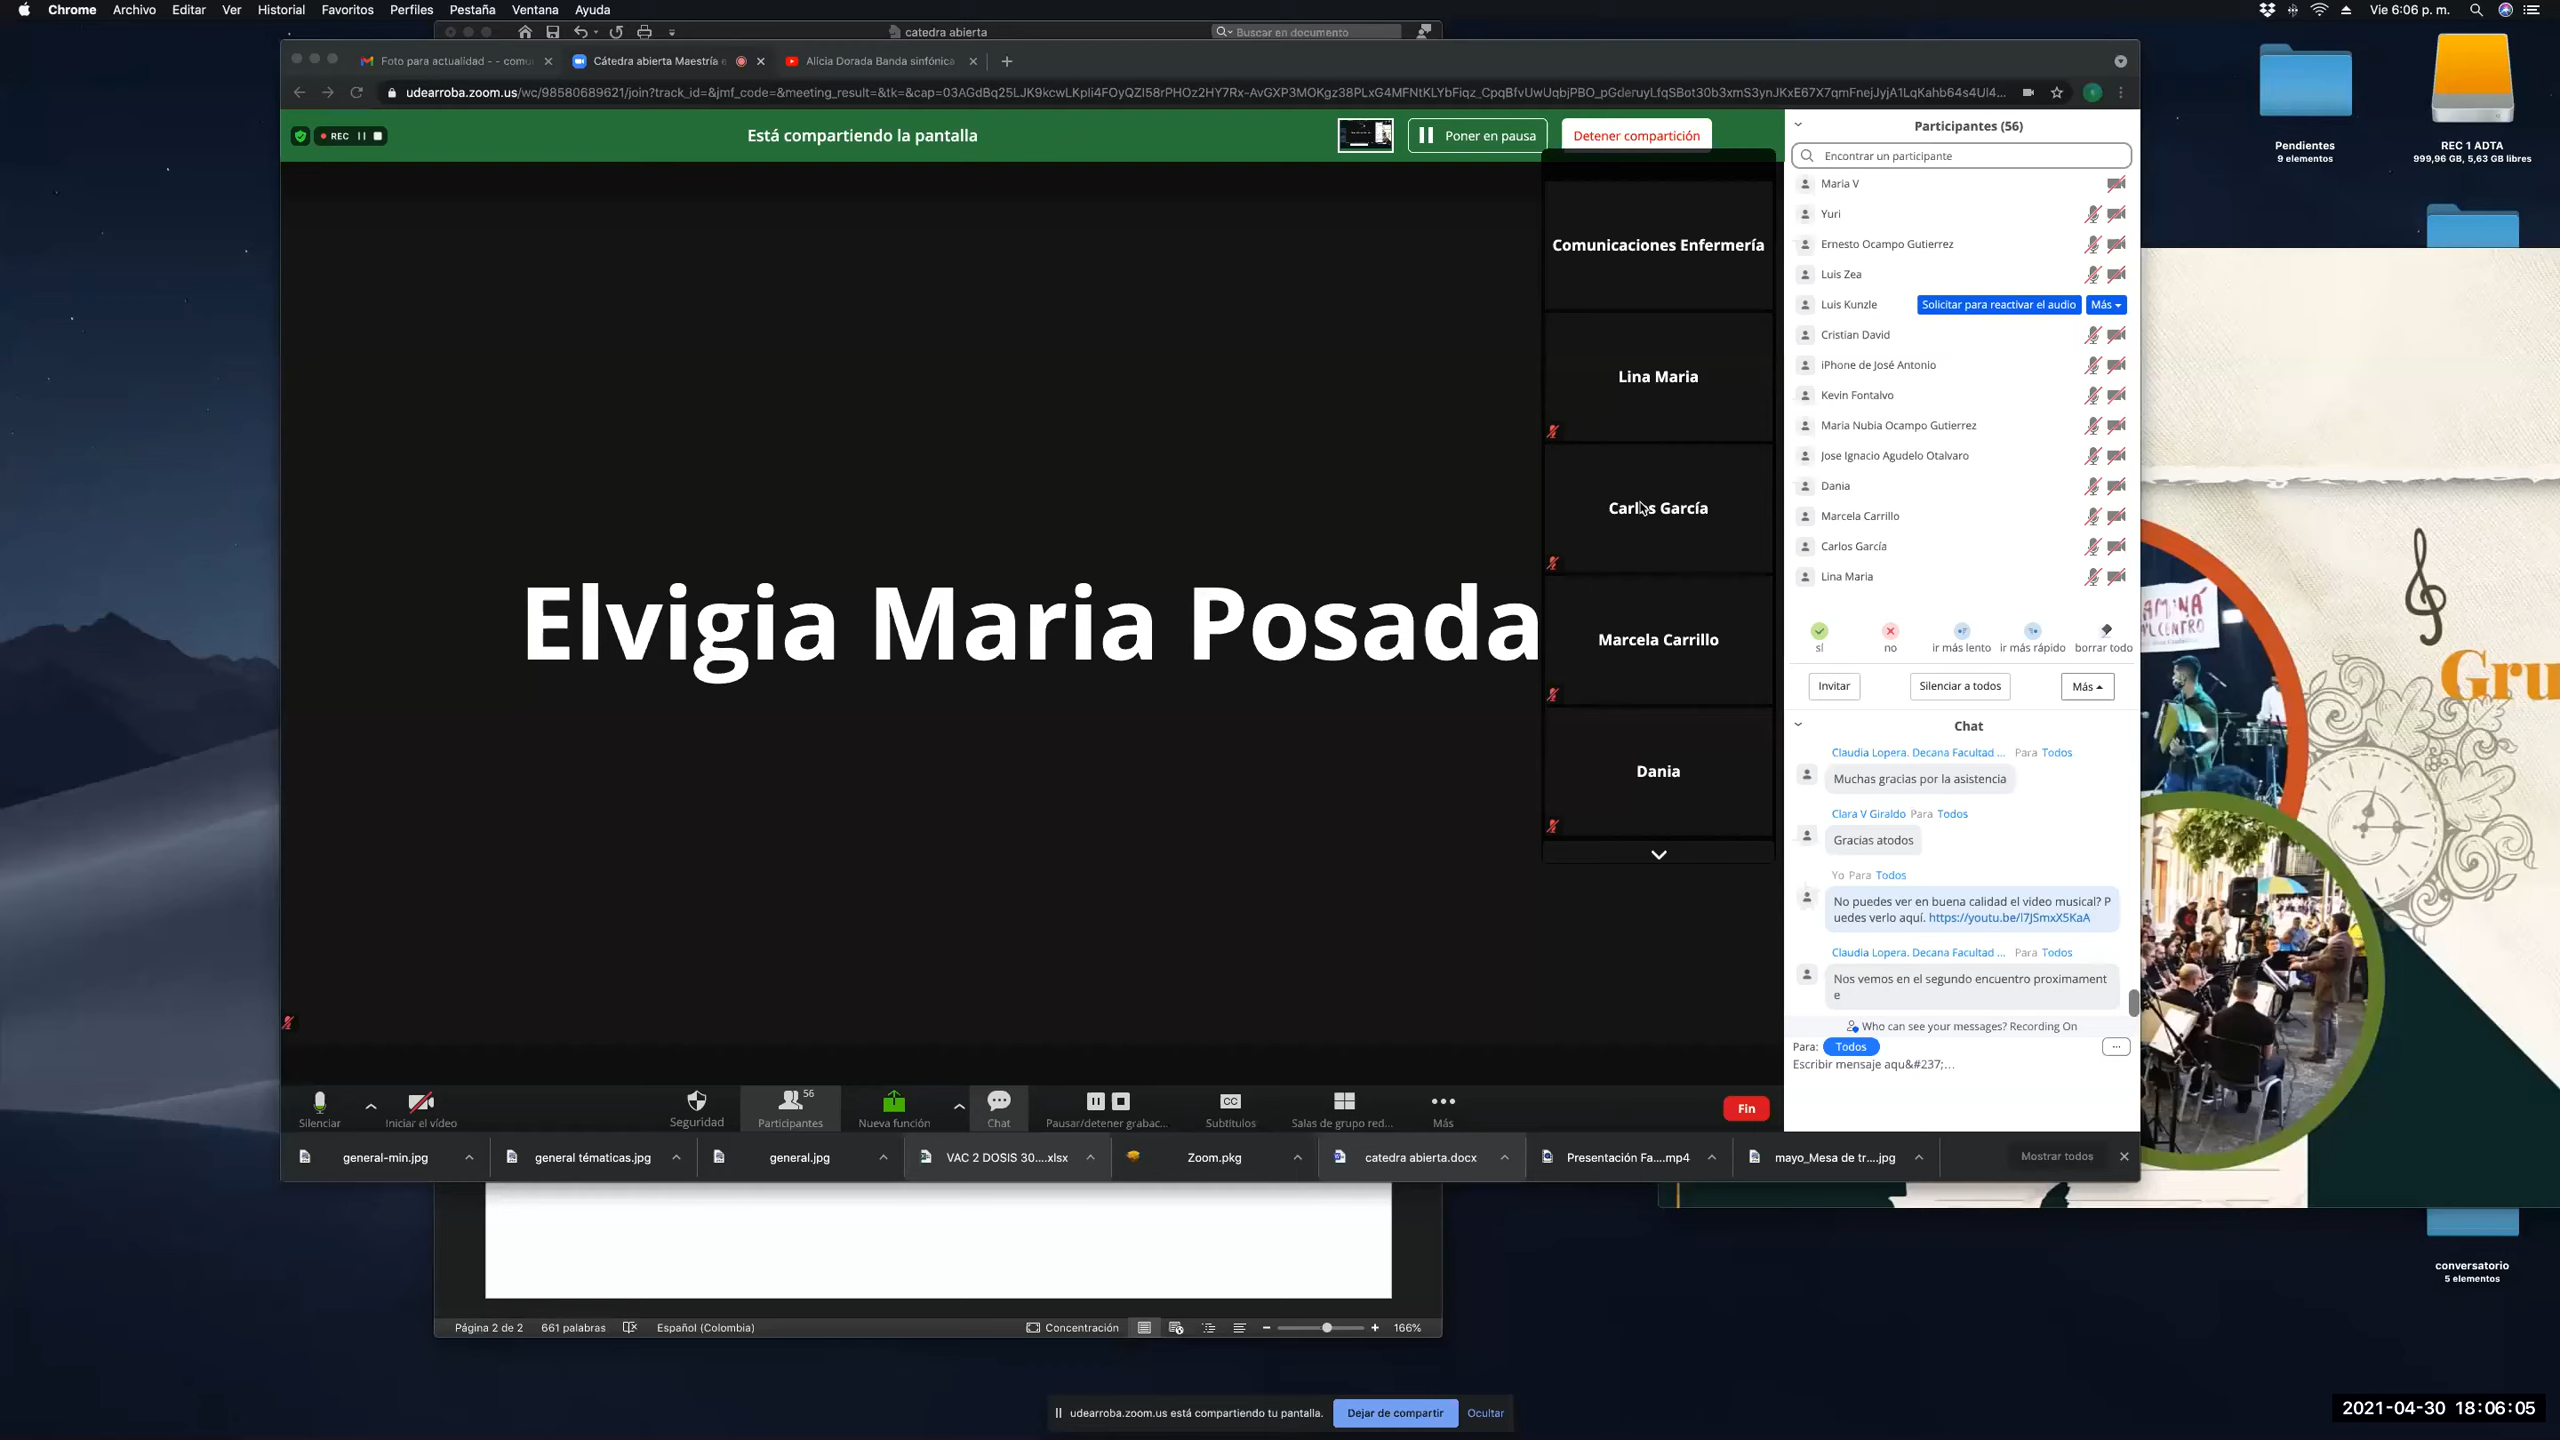 Chrome Archivo Editar Ver Historial Favoritos Perfiles Pestaña Ventana Ayuda
Vie 6:06 p. m.
catedra abierta
Buscar en documento
Foto para actualidad - - comu
Cátedra abierta Maestría e
Alicia Dorada Banda sinfónica
udearroba.zoom.us/wc/98580689621/join?track_id=&jmf_code=&meeting_result=&tk=&cap=
REC
Está compartiendo la pantalla
Poner en pausa
Detener compartición
Comunicaciones Enfermería
Lina Maria
Carlos García
Marcela Carrillo
Dania
Elvigia Maria Posada
Participantes (56)
Encontrar un participante
Maria V
Yuri
Ernesto Ocampo Gutierrez
Luis Zea
Luis Kunzle Solicitar para reactivar el audio Más
Cristian David
iPhone de José Antonio
Kevin Fontalvo
Maria Nubia Ocampo Gutierrez
Jose Ignacio Agudelo Otalvaro
Dania
Marcela Carrillo
Carlos García
Lina Maria
sí no ir más lento ir más rápido borrar todo
Invitar Silenciar a todos Más
Chat
Claudia Lopera. Decana Facultad ... Para Todos
Muchas gracias por la asistencia
Clara V Giraldo Para Todos
Gracias atodos
Yo Para Todos
No puedes ver en buena calidad el video musical? P
uedes verlo aquí. https://youtu.be/l7JSmxX5KaA
Claudia Lopera. Decana Facultad ... Para Todos
Nos vemos en el segundo encuentro proximament
e
Who can see your messages? Recording On
Para: Todos ...
Escribir mensaje aqu&#237;...
Silenciar
Iniciar el vídeo
Seguridad
56
Participantes
Nueva función
Chat
Pausar/detener grabac...
CC
Subtítulos
Salas de grupo red...
Más
Fin
general-min.jpg
general tématicas.jpg
general.jpg
VAC 2 DOSIS 30....xlsx
Zoom.pkg
catedra abierta.docx
Presentación Fa....mp4
mayo_Mesa de tr....jpg
Mostrar todos
Página 2 de 2 661 palabras Español (Colombia) Concentración 166%
udearroba.zoom.us está compartiendo tu pantalla. Dejar de compartir Ocultar
Pendientes
9 elementos
REC 1 ADTA
999,96 GB, 5,63 GB libres
CENTRO
Gru
conversatorio
5 elementos
2021-04-30 18:06:05